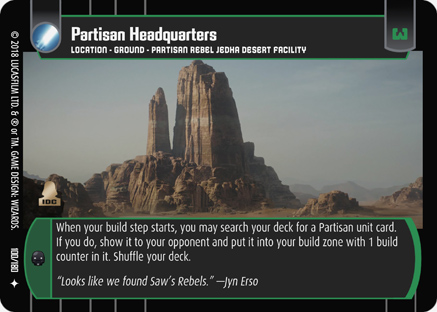 Partisan Headquarters
LOCATION - GROUND - PARTISAN REBEL JEDHA DESERT FACILITY
© 2018 LUCASFILM LTD. & ® or TM. GAME DESIGN, WIZARDS.
100/180
IDC
When your build step starts, you may search your deck for a Partisan unit card.
If you do, show it to your opponent and put it into your build zone with 1 build
counter in it. Shuffle your deck.
“Looks like we found Saw's Rebels.” —Jyn Erso